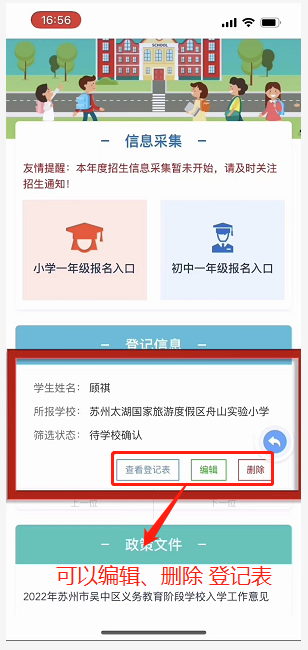 16:56
SCHOOL
信息采集
友情提醒：本年度招生信息采集暂未开始，请及时关注
招生通知！
小学一年级报名入口
初中一年级报名入口
登记信息
学生姓名： 顾祺
所报学校： 苏州太湖国家旅游度假区舟山实验小学
筛选状态： 待学校确认
查看登记表 编辑 删除
上一位 下一位
政策文件
可以编辑、删除 登记表
2022年苏州市吴中区义务教育阶段学校入学工作意见